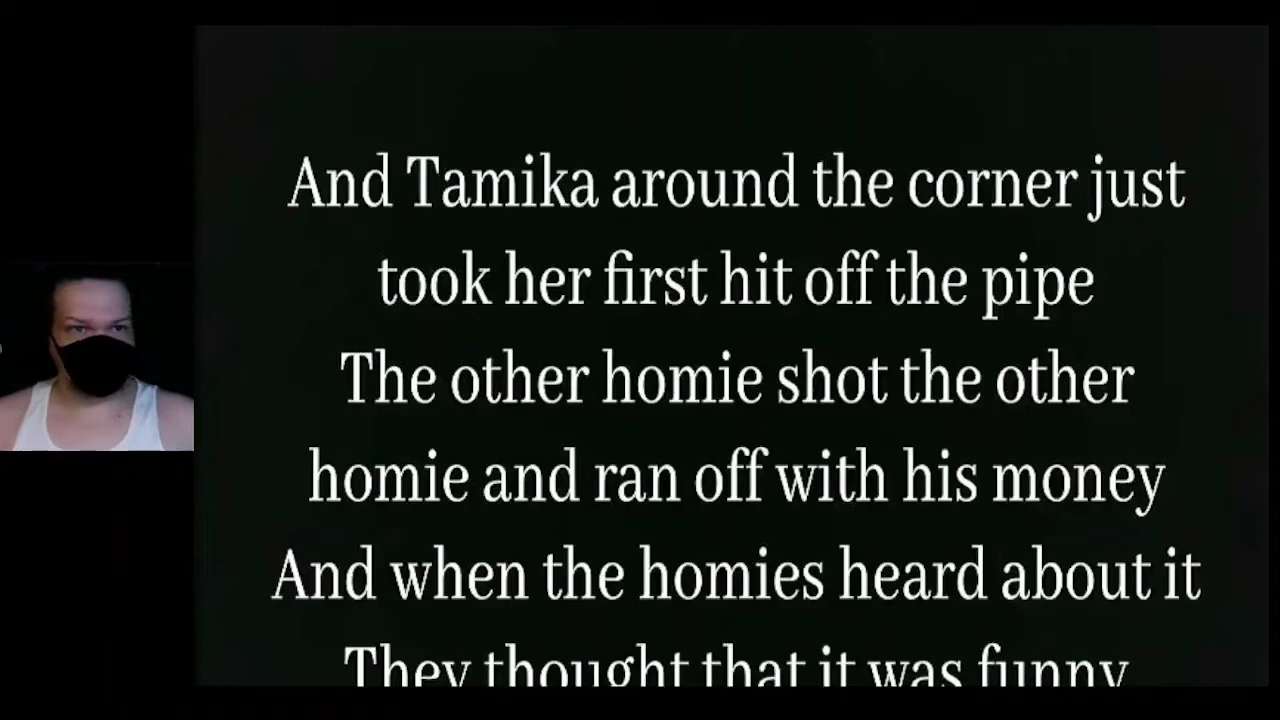 And Tamika around the corner just
took her first hit off the pipe
The other homie shot the other
homie and ran off with his money
And when the homies heard about it
They thought that it was funny